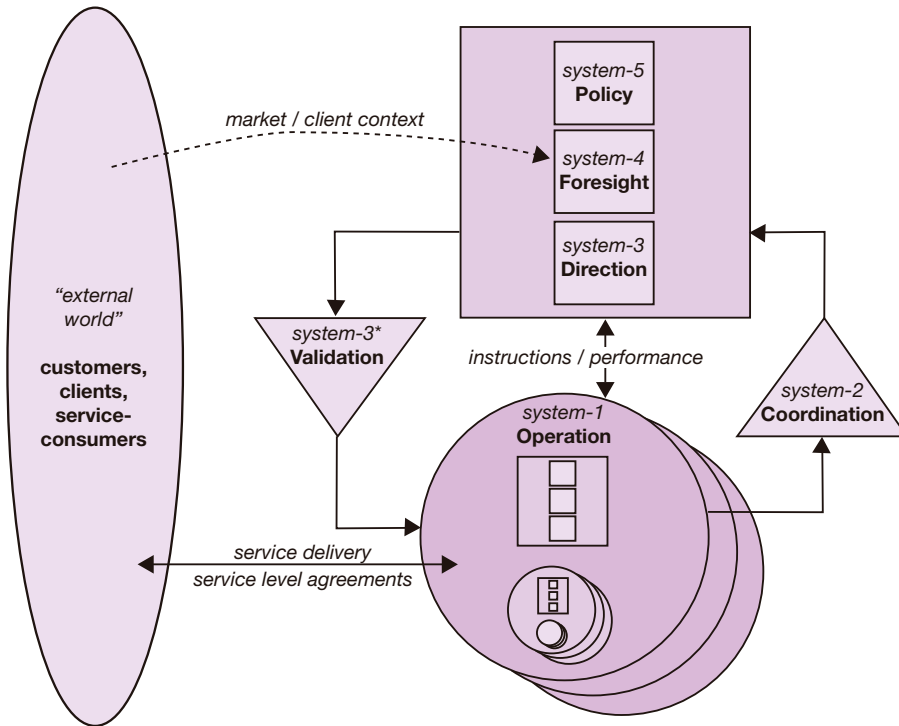 system-5
Policy
market / client context
system-4
Foresight
system-3
Direction
"external
world"
customers,
clients,
service-
consumers
system-3*
Validation
instructions / performance
system-2
Coordination
system-1
Operation
service delivery
service level agreements